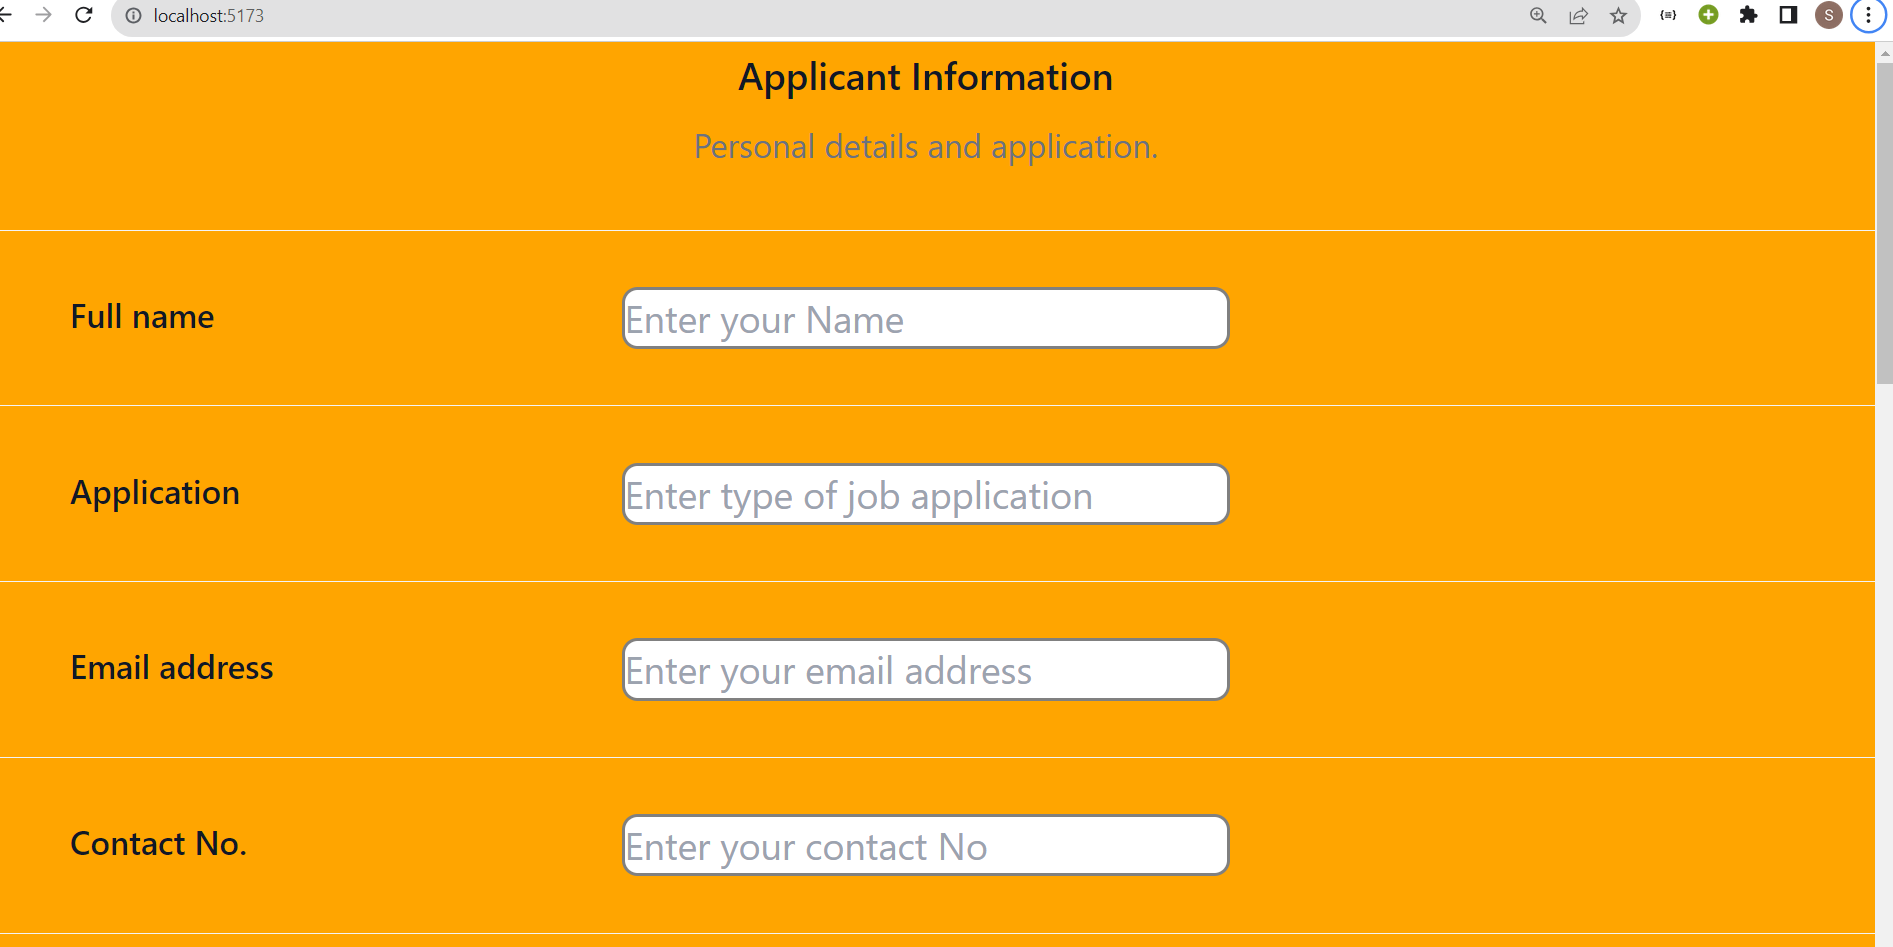 localhost:5173
S
Applicant Information
Personal details and application.
Full name
Enter your Name
Application
Enter type of job application
Email address
Enter your email address
Contact No.
Enter your contact No